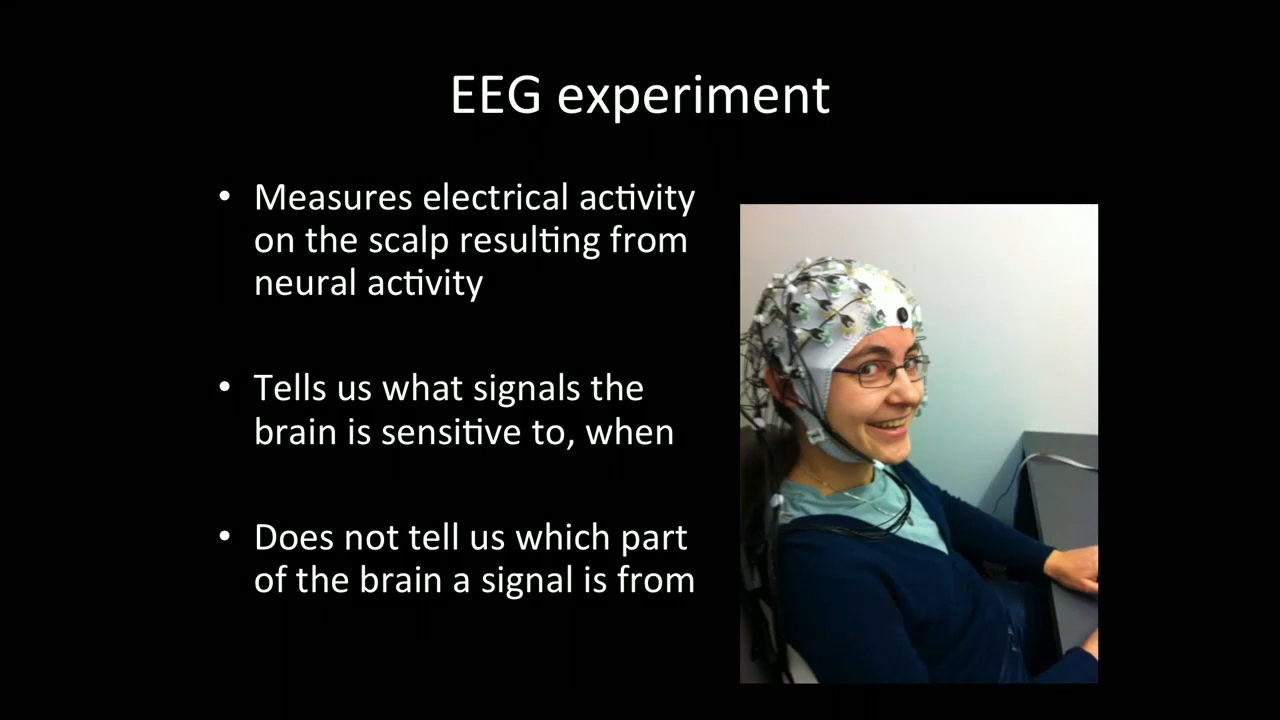 EEG experiment
• Measures electrical activity
on the scalp resulting from
neural activity
• Tells us what signals the
brain is sensitive to, when
• Does not tell us which part
of the brain a signal is from